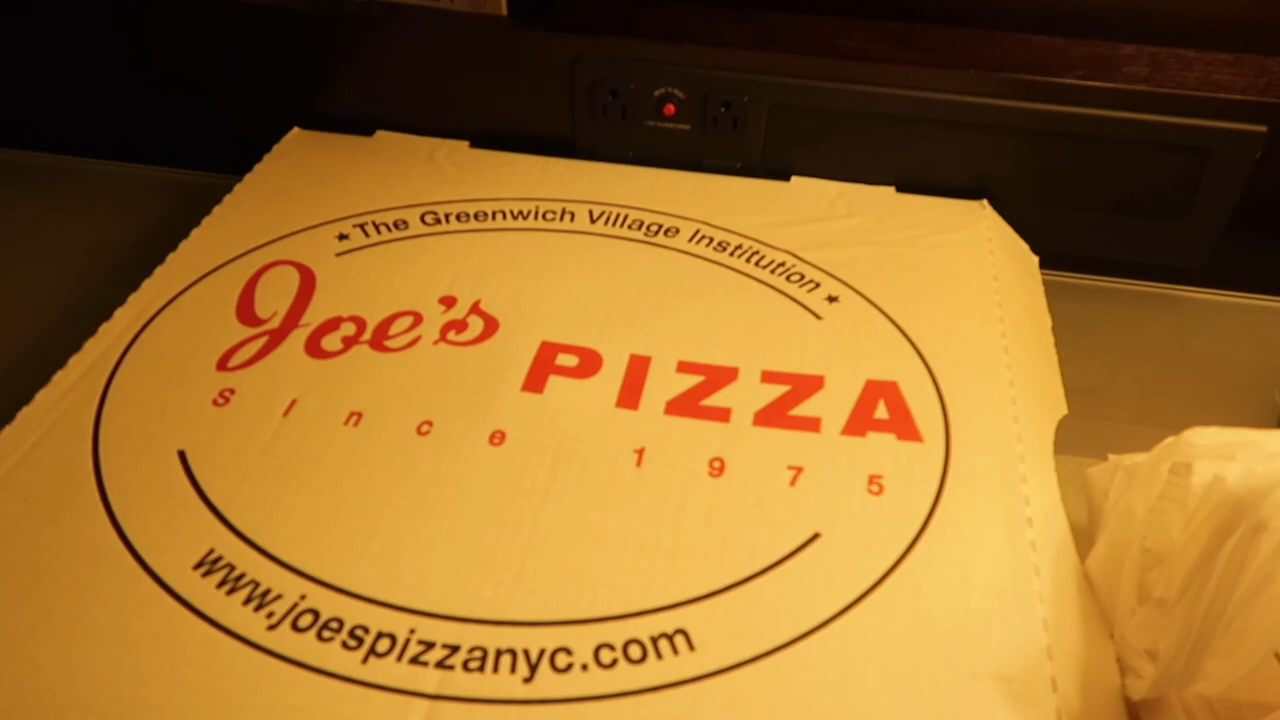 ★ The Greenwich Village Institution ★
Joe's PIZZA
since 1975
www.joespizzanyc.com